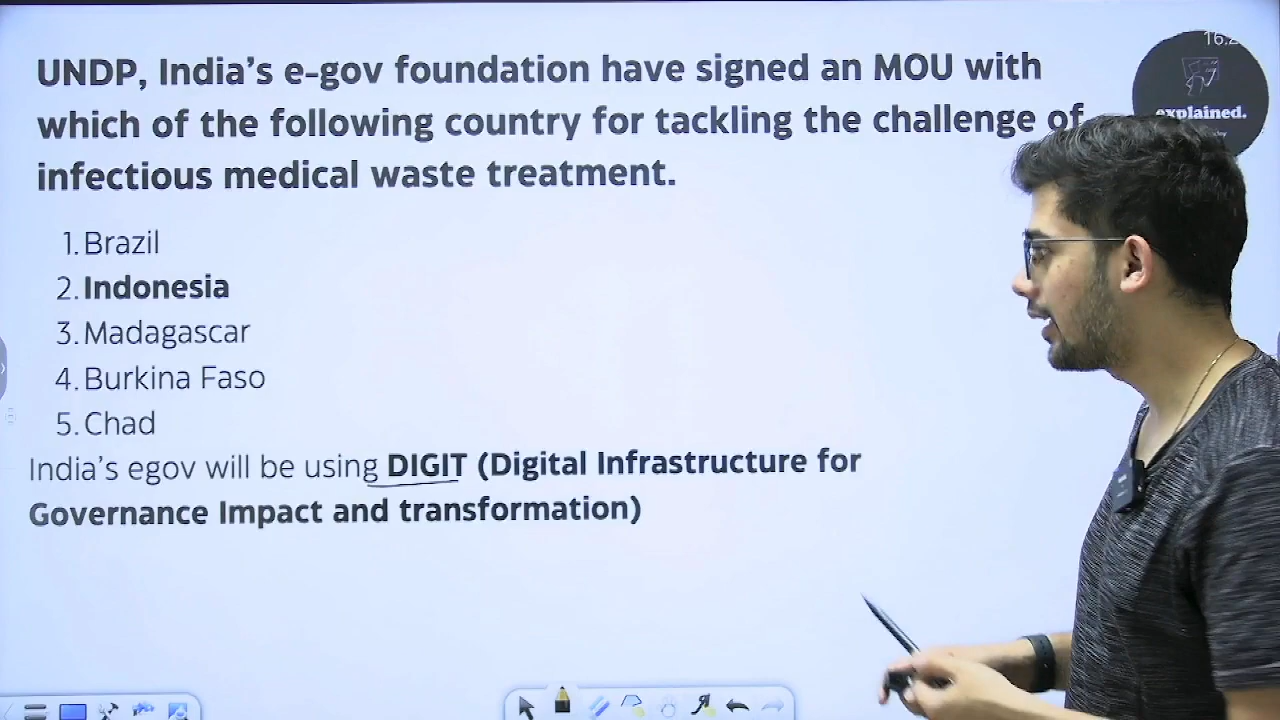 UNDP, India's e-gov foundation have signed an MOU with
which of the following country for tackling the challenge of
infectious medical waste treatment.
1. Brazil
2. Indonesia
3. Madagascar
4. Burkina Faso
5. Chad
India's egov will be using DIGIT (Digital Infrastructure for
Governance Impact and transformation)
explained.